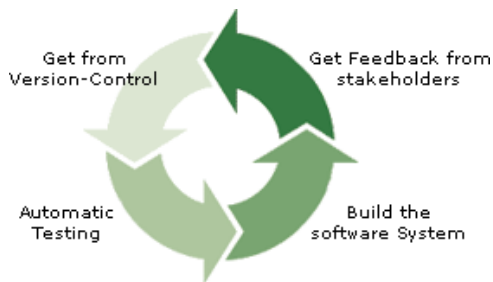 Get from
Version-Control
Get Feedback from
stakeholders
Automatic
Testing
Build the
software System